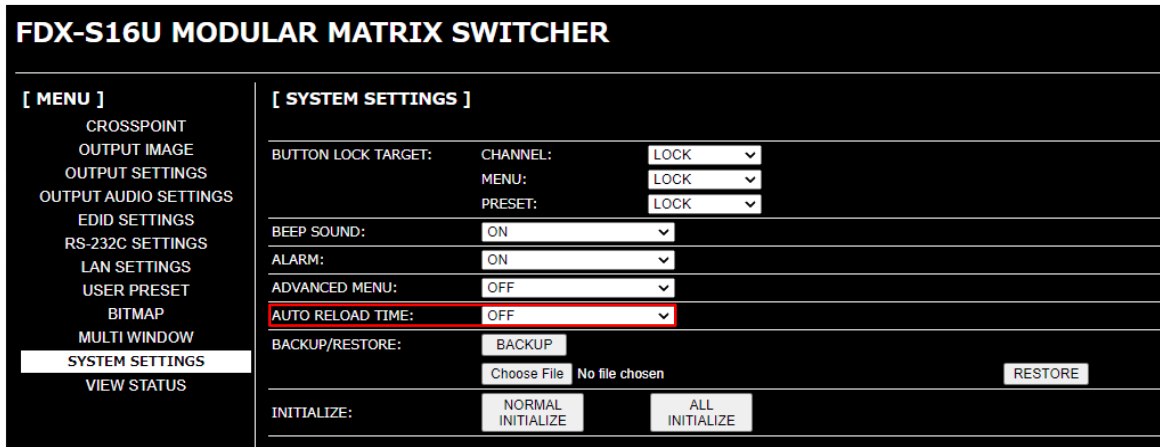 FDX-S16U MODULAR MATRIX SWITCHER
[ MENU ]
CROSSPOINT
OUTPUT IMAGE
OUTPUT SETTINGS
OUTPUT AUDIO SETTINGS
EDID SETTINGS
RS-232C SETTINGS
LAN SETTINGS
USER PRESET
BITMAP
MULTI WINDOW
SYSTEM SETTINGS
VIEW STATUS
[ SYSTEM SETTINGS ]
BUTTON LOCK TARGET: CHANNEL: LOCK
MENU: LOCK
PRESET: LOCK
BEEP SOUND: ON
ALARM: ON
ADVANCED MENU: OFF
AUTO RELOAD TIME: OFF
BACKUP/RESTORE: BACKUP
Choose File No file chosen RESTORE
INITIALIZE: NORMAL INITIALIZE ALL INITIALIZE